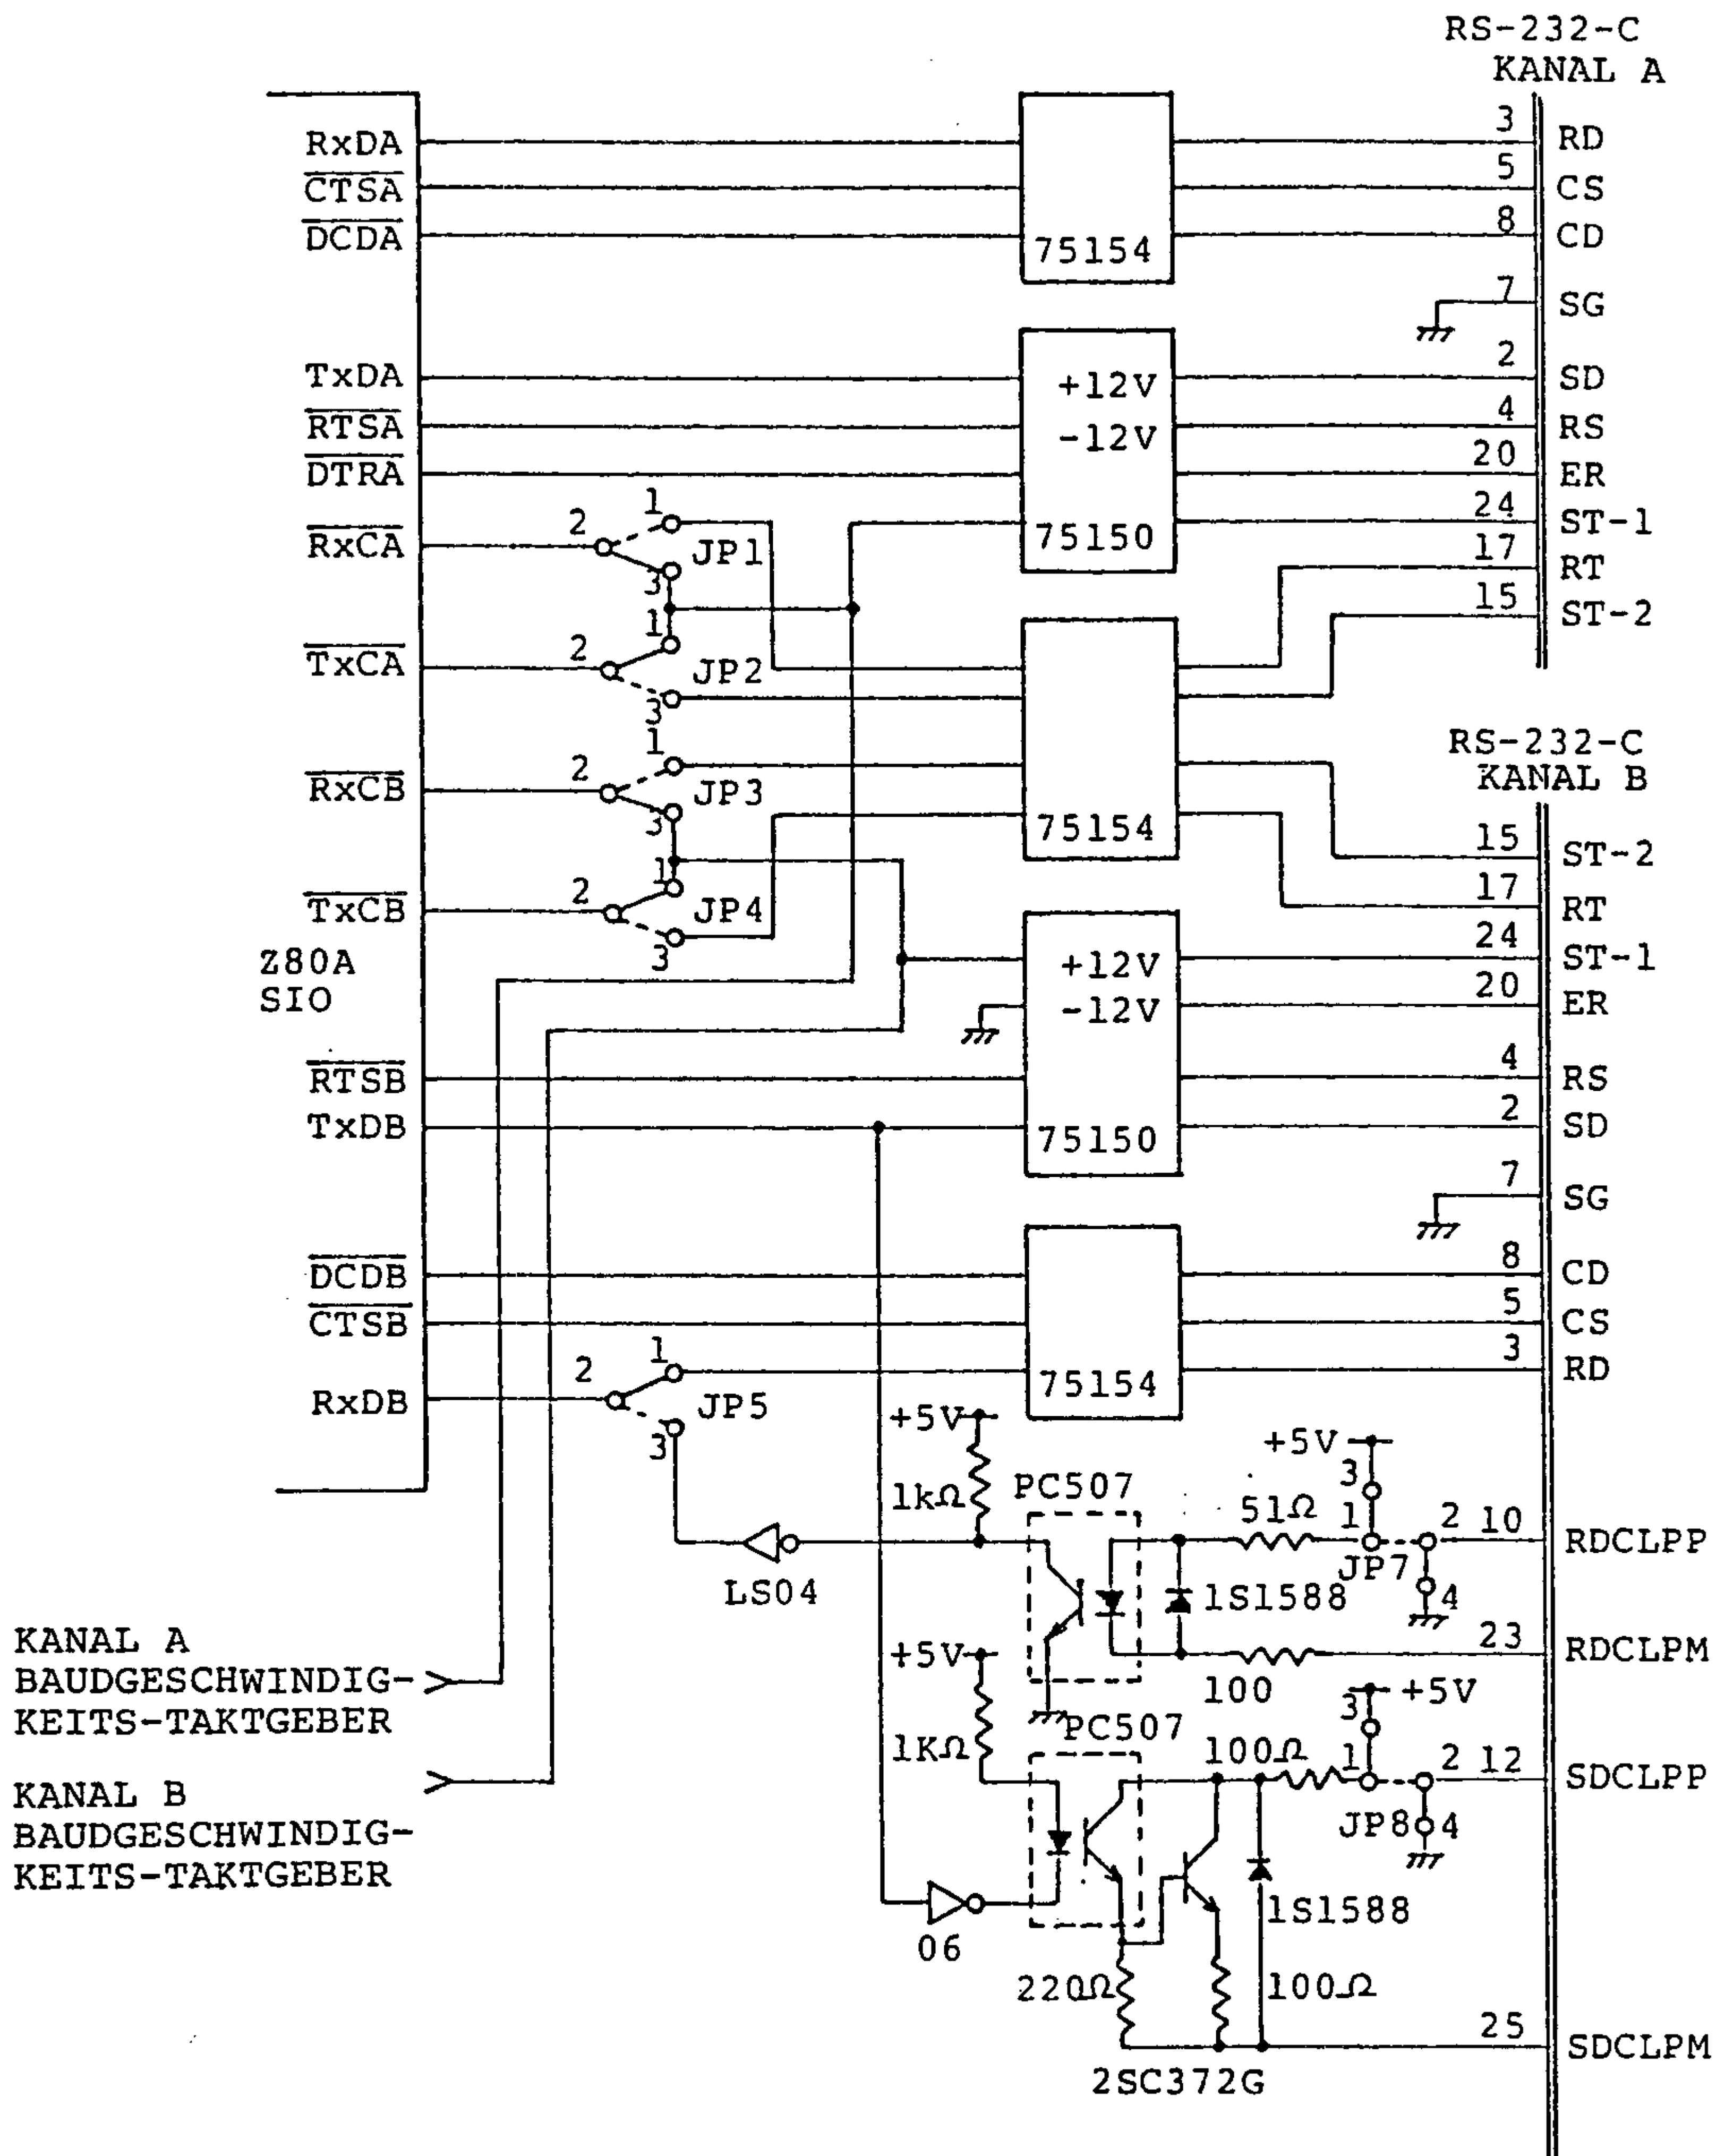 RS-232-C
KANAL A
RxDA 3 RD
CTSA 5 CS
DCDA 8 CD
75154
7 SG
TxDA 2 SD
+12V
RTSA 4 RS
-12V
DTRA 20 ER
1 24 ST-1
2 75150
RxCA JP1 17 RT
3 15 ST-2
1
2
TxCA JP2
3
RS-232-C
KANAL B
1
2
RxCB JP3
3 75154 15 ST-2
1
2
TxCB JP4 17 RT
3 24 ST-1
Z80A +12V
SIO 20 ER
-12V
RTSB 4 RS
TxDB 2 SD
75150
7 SG
DCDB 8 CD
CTSB 5 CS
1 3 RD
2 75154
RxDB JP5
3
+5V +5V
3
1kΩ PC507 51Ω 1 2 10 RDCLPP
JP7
LS04 1S1588 4
KANAL A
BAUDGESCHWINDIG-
KEITS-TAKTGEBER
+5V 23 RDCLPM
100
3 +5V
PC507
1KΩ 100Ω 1 2 12 SDCLPP
KANAL B
BAUDGESCHWINDIG-
KEITS-TAKTGEBER
JP8 4
1S1588
06
220Ω 100Ω
25 SDCLPM
2SC372G